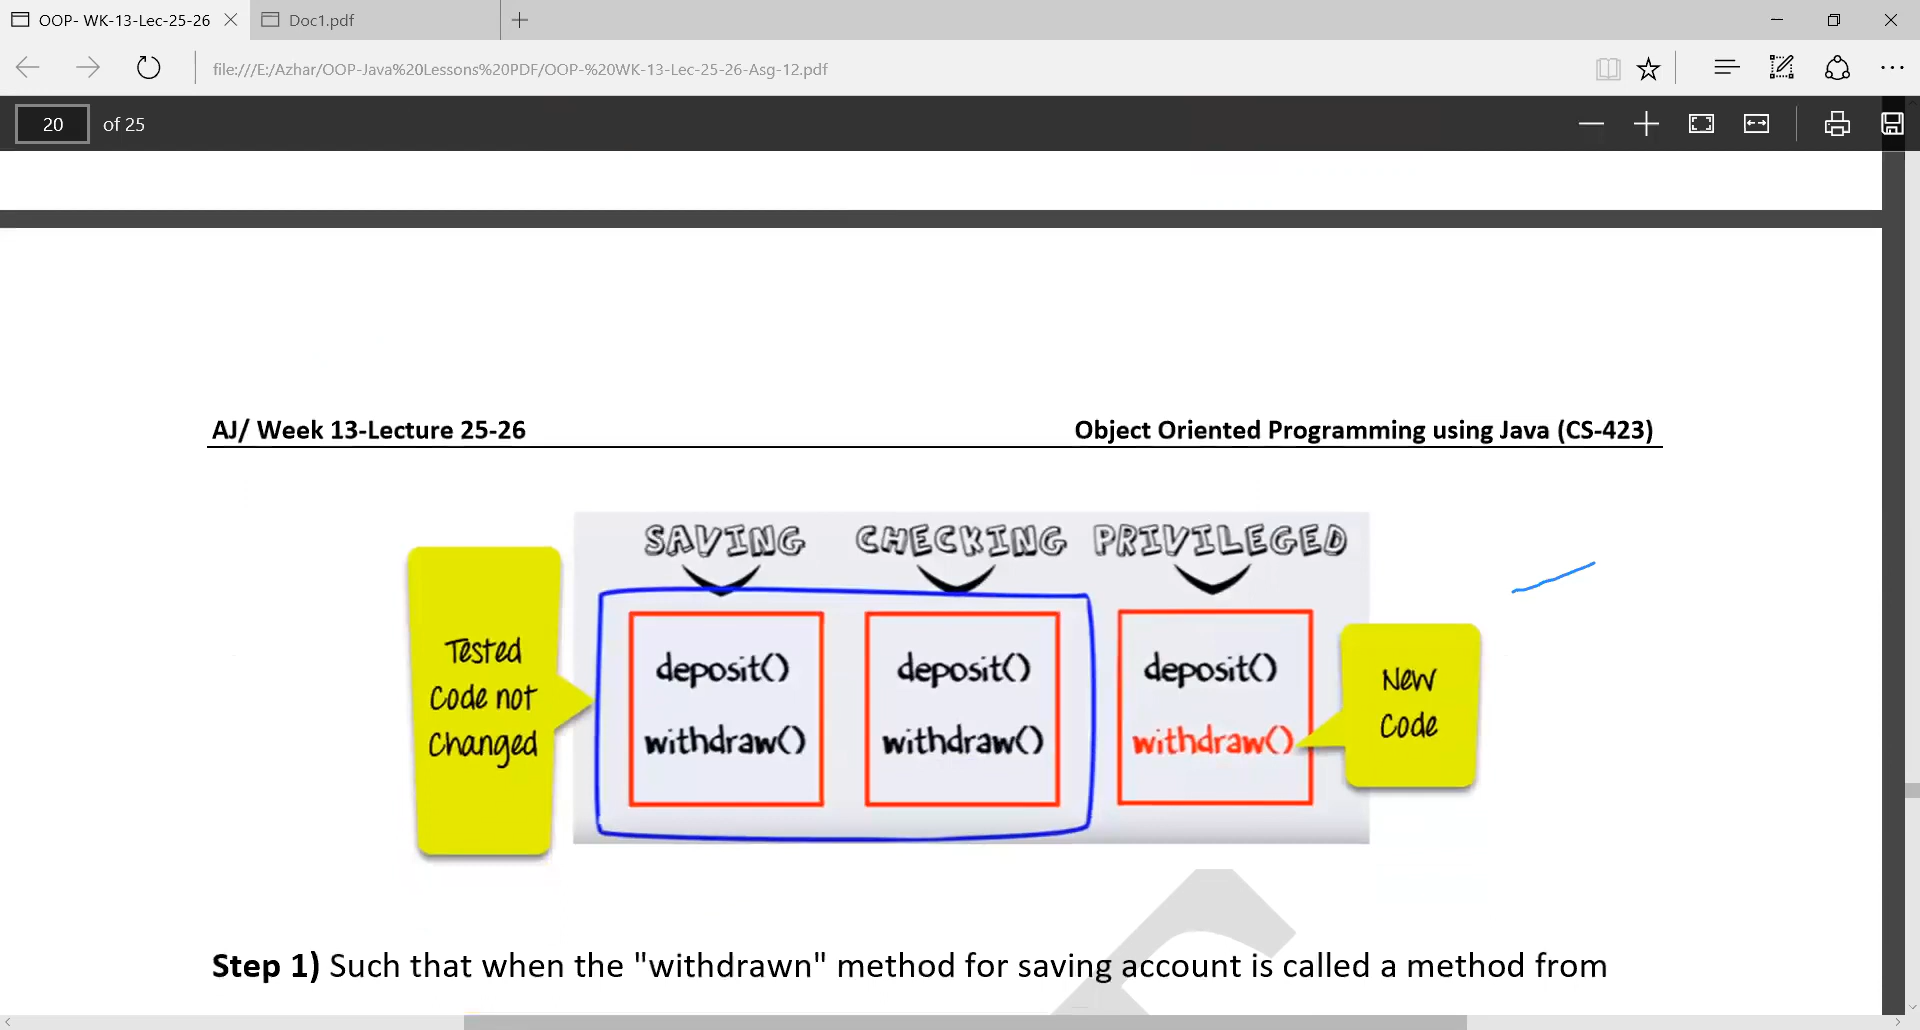 OOP- WK-13-Lec-25-26
Doc1.pdf
file:///E:/Azhar/OOP-Java%20Lessons%20PDF/OOP-%20WK-13-Lec-25-26-Asg-12.pdf
20 of 25
AJ/ Week 13-Lecture 25-26
Object Oriented Programming using Java (CS-423)
SAVING CHECKING PRIVILEGED
Tested
Code not
Changed
deposit()
withdraw()
deposit()
withdraw()
deposit()
withdraw()
New
Code
Step 1) Such that when the "withdrawn" method for saving account is called a method from